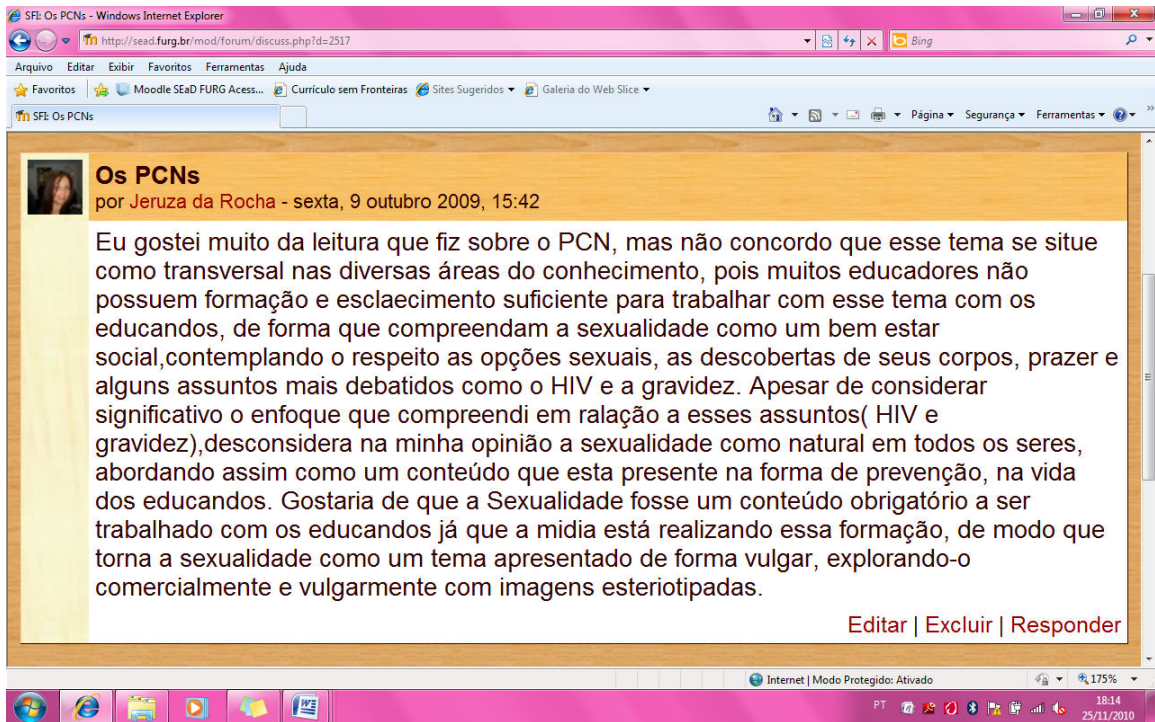 SFI: Os PCNs - Windows Internet Explorer
http://sead.furg.br/mod/forum/discuss.php?d=2517
Bing
Arquivo Editar Exibir Favoritos Ferramentas Ajuda
Favoritos Moodle SEaD FURG Acess... Currículo sem Fronteiras Sites Sugeridos Galeria do Web Slice
SFI: Os PCNs Página Segurança Ferramentas
Os PCNs
por Jeruza da Rocha - sexta, 9 outubro 2009, 15:42
Eu gostei muito da leitura que fiz sobre o PCN, mas não concordo que esse tema se situe
como transversal nas diversas áreas do conhecimento, pois muitos educadores não
possuem formação e esclaecimento suficiente para trabalhar com esse tema com os
educandos, de forma que compreendam a sexualidade como um bem estar
social,contemplando o respeito as opções sexuais, as descobertas de seus corpos, prazer e
alguns assuntos mais debatidos como o HIV e a gravidez. Apesar de considerar
significativo o enfoque que compreendi em ralação a esses assuntos( HIV e
gravidez),desconsidera na minha opinião a sexualidade como natural em todos os seres,
abordando assim como um conteúdo que esta presente na forma de prevenção, na vida
dos educandos. Gostaria de que a Sexualidade fosse um conteúdo obrigatório a ser
trabalhado com os educandos já que a midia está realizando essa formação, de modo que
torna a sexualidade como um tema apresentado de forma vulgar, explorando-o
comercialmente e vulgarmente com imagens esteriotipadas.
Editar | Excluir | Responder
Internet | Modo Protegido: Ativado 175%
PT 18:14
25/11/2010